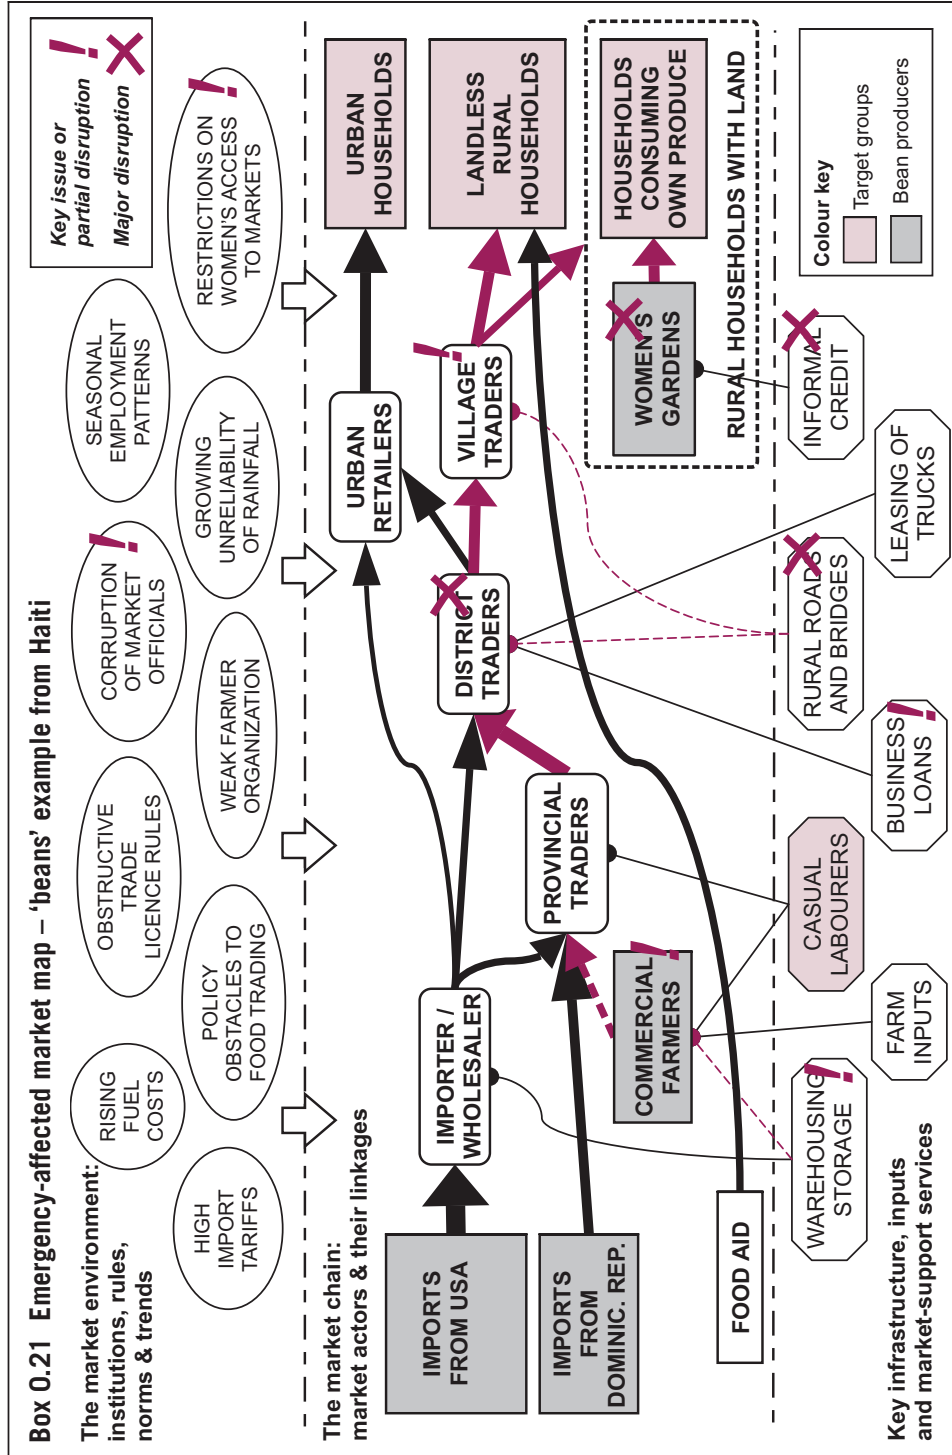 Box 0.21 Emergency-affected market map – ‘beans’ example from Haiti
The market environment:
institutions, rules,
norms & trends
HIGH
IMPORT
TARIFFS
RISING
FUEL
COSTS
POLICY
OBSTACLES TO
FOOD TRADING
OBSTRUCTIVE
TRADE
LICENCE RULES
WEAK FARMER
ORGANIZATION
CORRUPTION
OF MARKET
OFFICIALS
GROWING
UNRELIABILITY
OF RAINFALL
SEASONAL
EMPLOYMENT
PATTERNS
RESTRICTIONS ON
WOMEN'S ACCESS
TO MARKETS
Key issue or
partial disruption
Major disruption
The market chain:
market actors & their linkages
IMPORTS
FROM USA
IMPORTS
FROM
DOMINIC. REP.
FOOD AID
IMPORTER /
WHOLESALER
COMMERCIAL
FARMERS
PROVINCIAL
TRADERS
DISTRICT
TRADERS
URBAN
RETAILERS
VILLAGE
TRADERS
WOMEN'S
GARDENS
URBAN
HOUSEHOLDS
LANDLESS
RURAL
HOUSEHOLDS
HOUSEHOLDS
CONSUMING
OWN PRODUCE
RURAL HOUSEHOLDS WITH LAND
Key infrastructure, inputs
and market-support services
WAREHOUSING
STORAGE
FARM
INPUTS
CASUAL
LABOURERS
BUSINESS
LOANS
RURAL ROADS
AND BRIDGES
LEASING OF
TRUCKS
INFORMAL
CREDIT
Colour key
Target groups
Bean producers